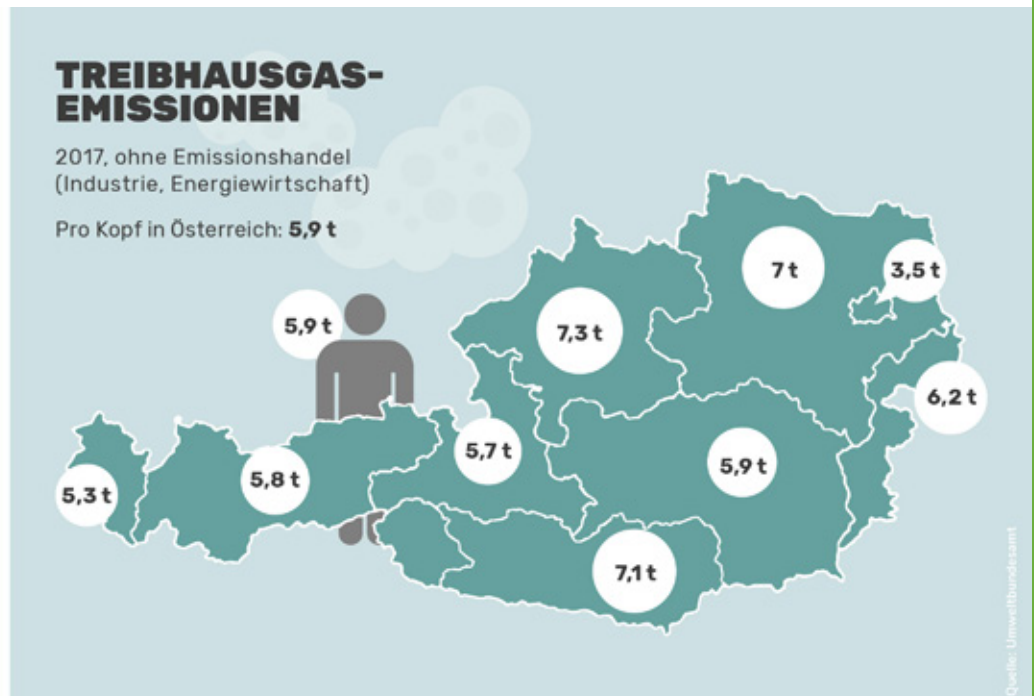 TREIBHAUSGAS-
EMISSIONEN
2017, ohne Emissionshandel
(Industrie, Energiewirtschaft)
Pro Kopf in Österreich: 5,9 t
7 t
3,5 t
5,9 t
7,3 t
6,2 t
5,7 t
5,9 t
5,8 t
5,3 t
7,1 t
Quelle: Umweltbundesamt